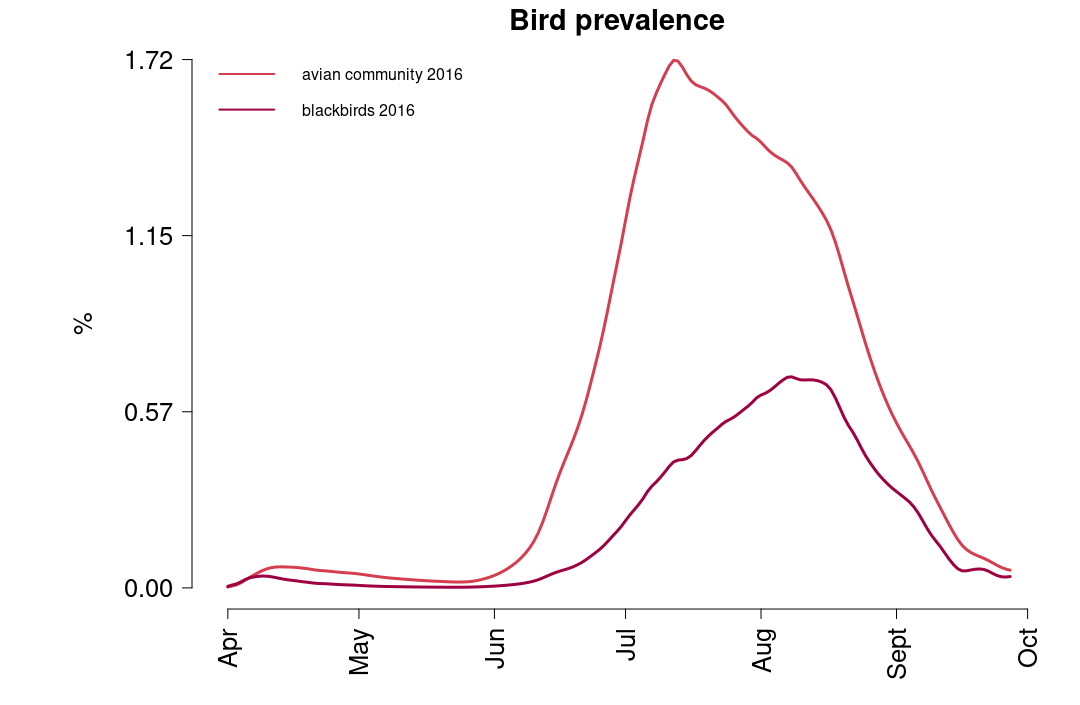 Bird prevalence
1.72
avian community 2016
blackbirds 2016
1.15
%
0.57
0.00
Apr
May
Jun
Jul
Aug
Sept
Oct